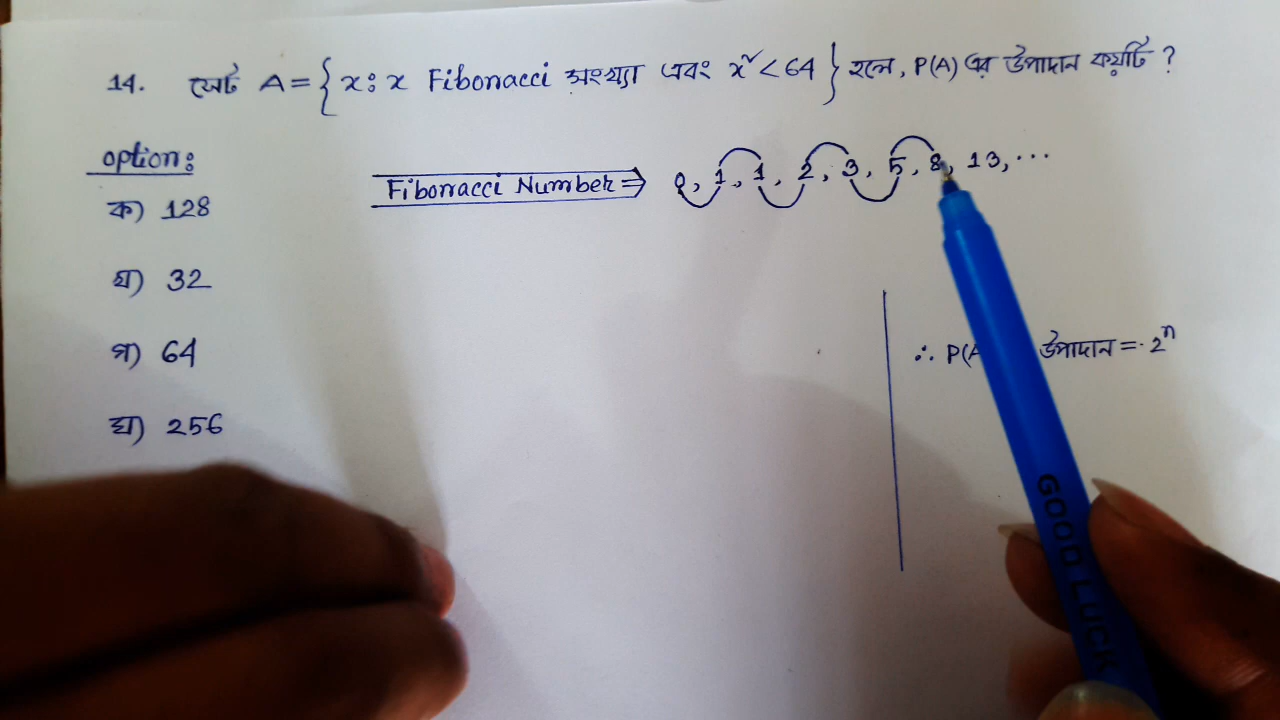 14. সেট A = {x : x Fibonacci সংখ্যা এবং x² < 64} হলে, P(A) এর উপাদান কয়টি ?
option:
Fibonacci Number ⇒ 0, 1, 1, 2, 3, 5, 8, 13, ...
ক) 128
খ) 32
গ) 64
ঘ) 256
∴ P(A উপাদান = 2ⁿ
GOOD LUCK